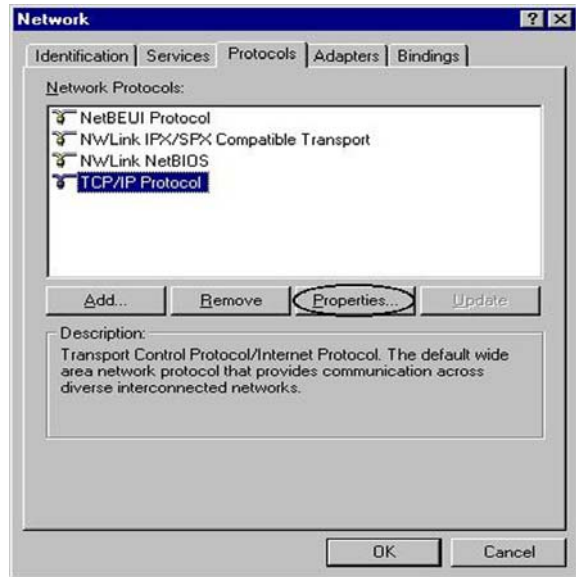 Network
Identification Services Protocols Adapters Bindings
Network Protocols:
NetBEUI Protocol
NWLink IPX/SPX Compatible Transport
NWLink NetBIOS
TCP/IP Protocol
Add... Remove Properties... Update
Description:
Transport Control Protocol/Internet Protocol. The default wide
area network protocol that provides communication across
diverse interconnected networks.
OK Cancel